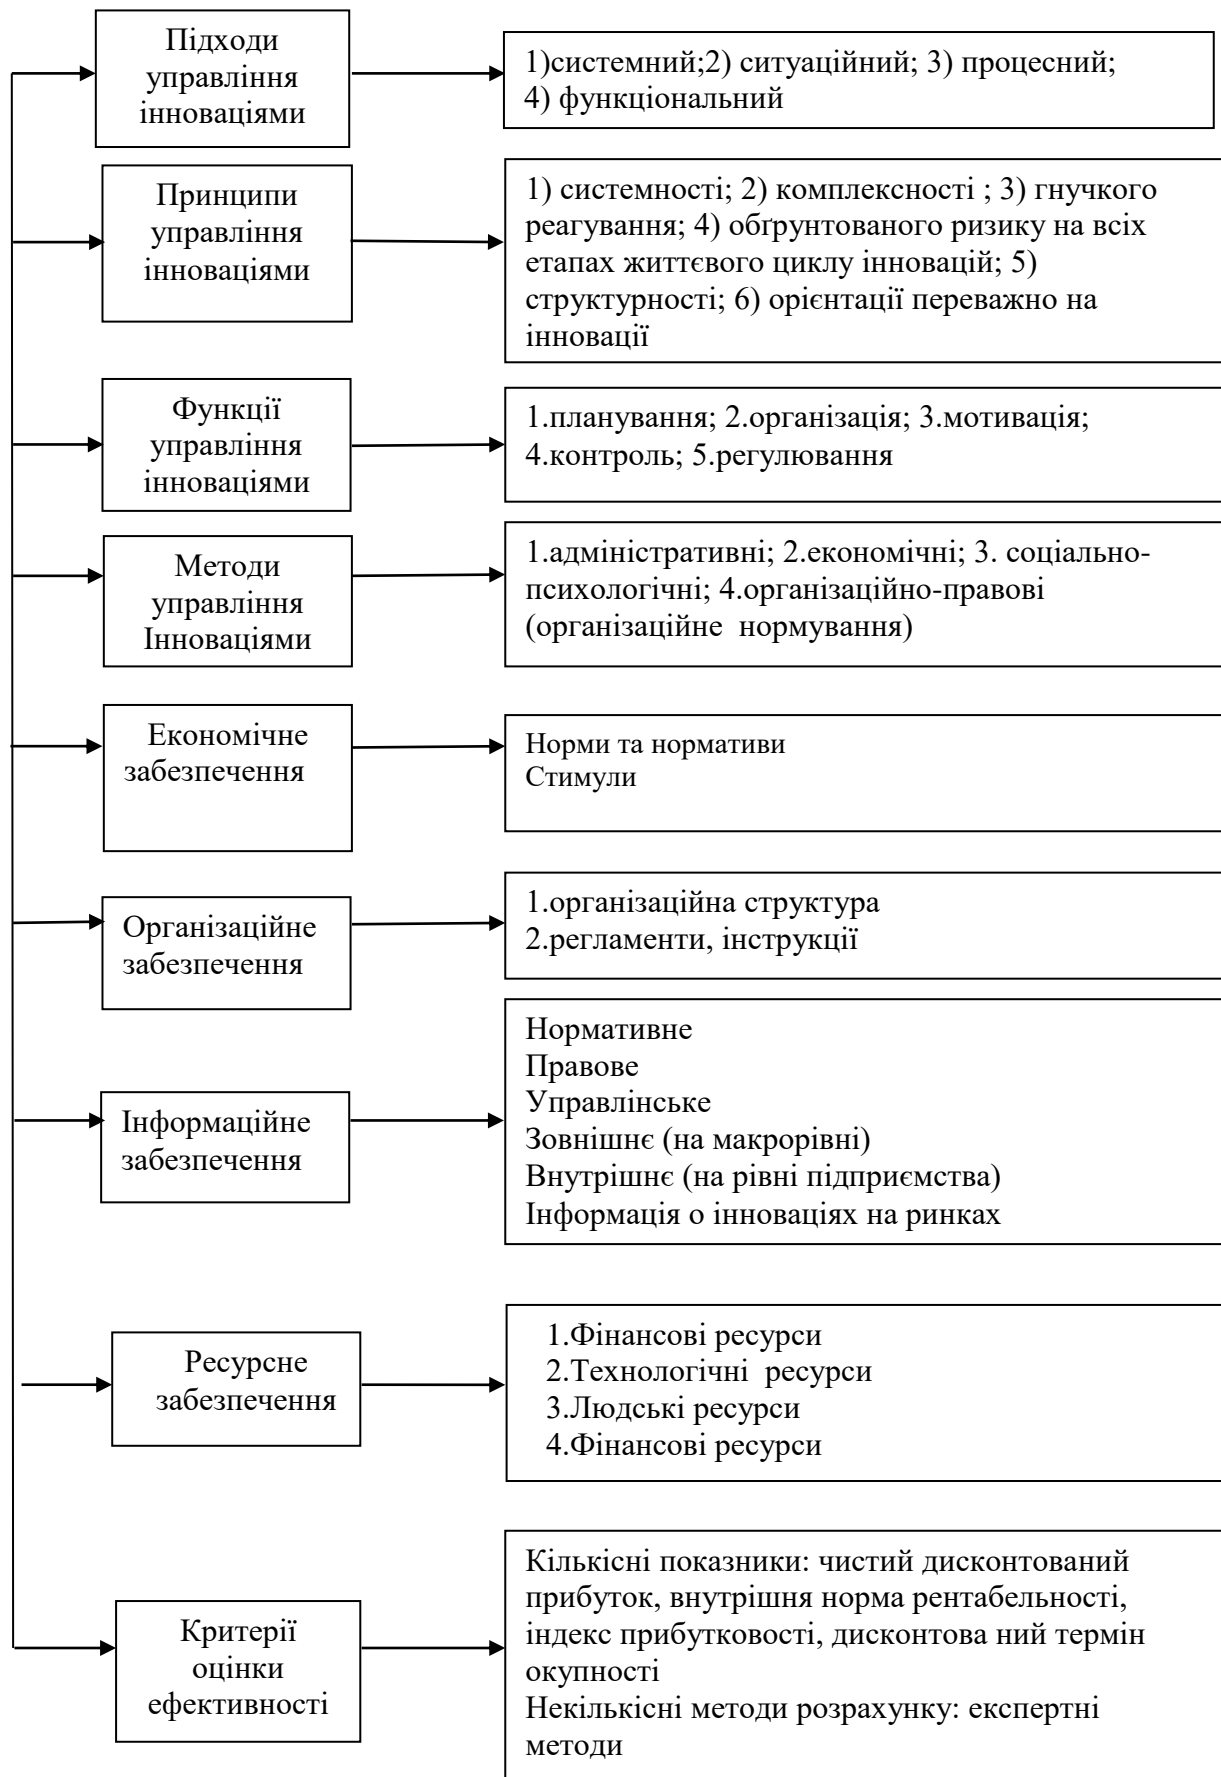 Підходи
управління
інноваціями
1)системний;2) ситуаційний; 3) процесний;
4) функціональний
Принципи
управління
інноваціями
1) системності; 2) комплексності ; 3) гнучкого
реагування; 4) обґрунтованого ризику на всіх
етапах життєвого циклу інновацій; 5)
структурності; 6) орієнтації переважно на
інновації
Функції
управління
інноваціями
1.планування; 2.організація; 3.мотивація;
4.контроль; 5.регулювання
Методи
управління
Інноваціями
1.адміністративні; 2.економічні; 3. соціально-
психологічні; 4.організаційно-правові
(організаційне нормування)
Економічне
забезпечення
Норми та нормативи
Стимули
Організаційне
забезпечення
1.організаційна структура
2.регламенти, інструкції
Інформаційне
забезпечення
Нормативне
Правове
Управлінське
Зовнішнє (на макрорівні)
Внутрішнє (на рівні підприємства)
Інформація о інноваціях на ринках
Ресурсне
забезпечення
1.Фінансові ресурси
2.Технологічні ресурси
3.Людські ресурси
4.Фінансові ресурси
Критерії
оцінки
ефективності
Кількісні показники: чистий дисконтований
прибуток, внутрішня норма рентабельності,
індекс прибутковості, дисконтова ний термін
окупності
Некількісні методи розрахунку: експертні
методи